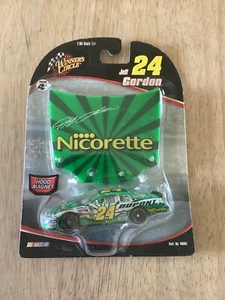 1:64 Scale Car
WINNER'S CIRCLE
Jeff 24
Gordon
Nicorette
HOOD
MAGNET
24
DUPONT
NASCAR